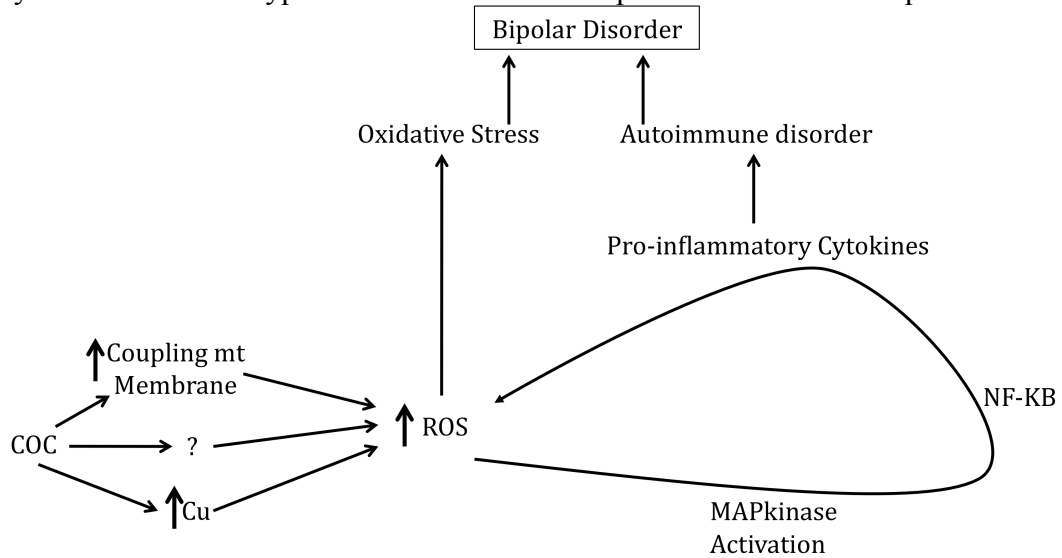 Bipolar Disorder
Oxidative Stress
Autoimmune disorder
Pro-inflammatory Cytokines
Coupling mt
Membrane
NF-KB
ROS
COC
?
Cu
MAPkinase
Activation